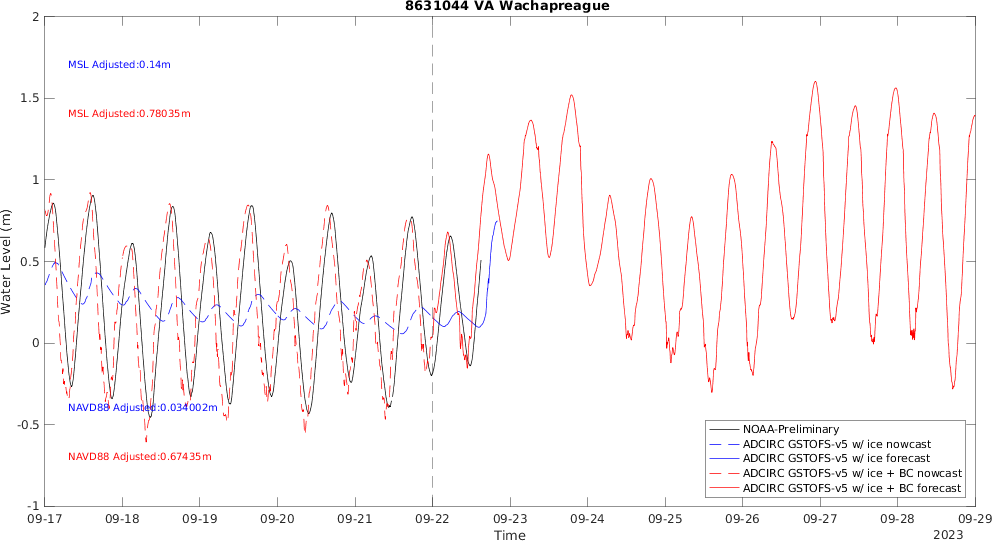 8631044 VA Wachapreague
2
1.5
1
0.5
0
-0.5
-1
Water Level (m)
MSL Adjusted:0.14m
MSL Adjusted:0.78035m
NAVD88 Adjusted:0.034002m
NAVD88 Adjusted:0.67435m
NOAA-Preliminary
ADCIRC GSTOFS-v5 w/ ice nowcast
ADCIRC GSTOFS-v5 w/ ice forecast
ADCIRC GSTOFS-v5 w/ ice + BC nowcast
ADCIRC GSTOFS-v5 w/ ice + BC forecast
09-17 09-18 09-19 09-20 09-21 09-22 09-23 09-24 09-25 09-26 09-27 09-28 09-29
Time
2023